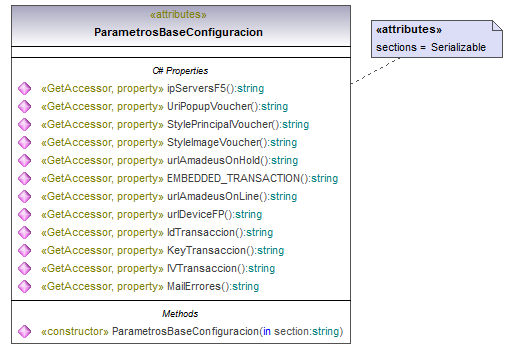 «attributes»
ParametrosBaseConfiguracion
«attributes»
sections = Serializable
C# Properties
«GetAccessor, property» ipServersF5():string
«GetAccessor, property» UriPopupVoucher():string
«GetAccessor, property» StylePrincipalVoucher():string
«GetAccessor, property» StyleImageVoucher():string
«GetAccessor, property» urlAmadeusOnHold():string
«GetAccessor, property» EMBEDDED_TRANSACTION():string
«GetAccessor, property» urlAmadeusOnLine():string
«GetAccessor, property» urlDeviceFP():string
«GetAccessor, property» IdTransaccion():string
«GetAccessor, property» KeyTransaccion():string
«GetAccessor, property» IVTransaccion():string
«GetAccessor, property» MailErrores():string
Methods
«constructor» ParametrosBaseConfiguracion(in section:string)